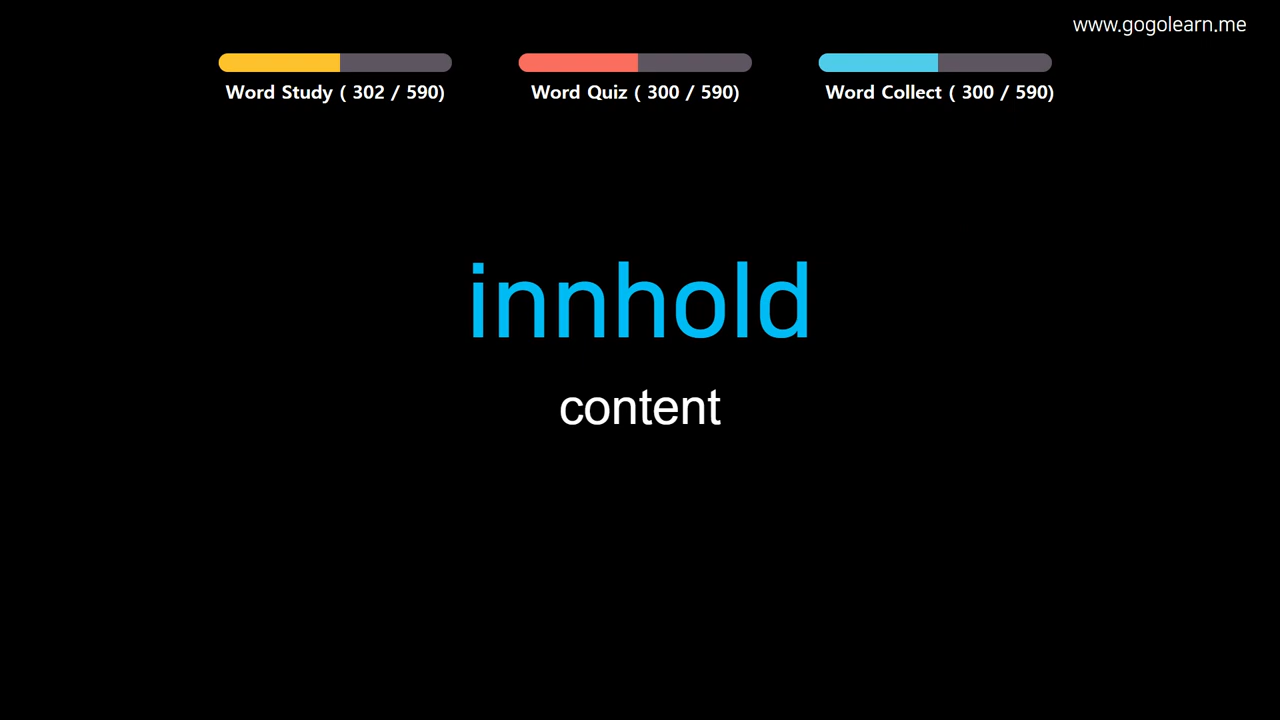 www.gogolearn.me
Word Study ( 302 / 590)
Word Quiz ( 300 / 590)
Word Collect ( 300 / 590)
innhold
content